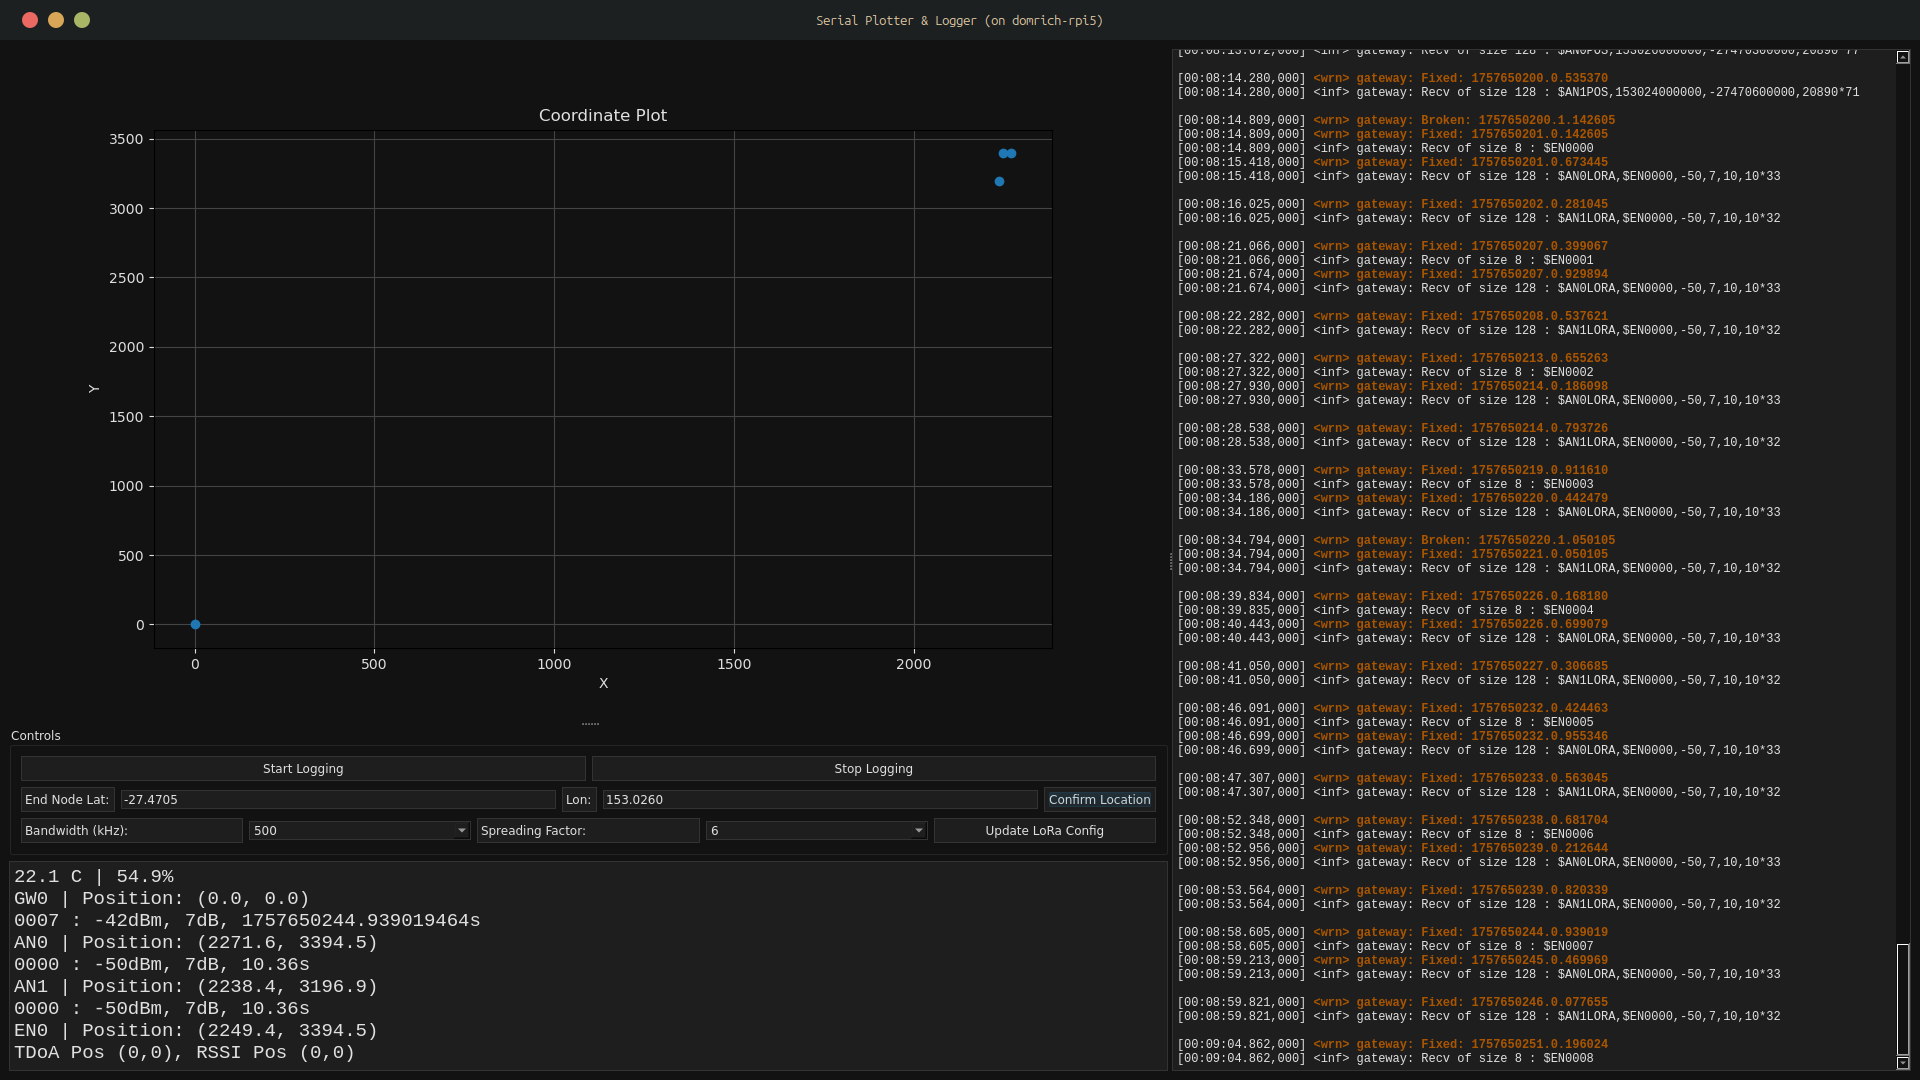 Serial Plotter & Logger (on domrich-rpi5)
Coordinate Plot
3500
3000
2500
2000
1500
1000
500
0
Y
0
500
1000
1500
2000
X
Controls
Start Logging
Stop Logging
End Node Lat:
-27.4705
Lon:
153.0260
Confirm Location
Bandwidth (kHz):
500
Spreading Factor:
6
Update LoRa Config
22.1 C | 54.9%
GW0 | Position: (0.0, 0.0)
0007 : -42dBm, 7dB, 1757650244.939019464s
AN0 | Position: (2271.6, 3394.5)
0000 : -50dBm, 7dB, 10.36s
AN1 | Position: (2238.4, 3196.9)
0000 : -50dBm, 7dB, 10.36s
EN0 | Position: (2249.4, 3394.5)
TDoA Pos (0,0), RSSI Pos (0,0)
[00:08:13.672,000] <inf> gateway: Recv of size 128 : $AN0POS,153026000000,-27470300000,20890*77
[00:08:14.280,000] <wrn> gateway: Fixed: 1757650200.0.535370
[00:08:14.280,000] <inf> gateway: Recv of size 128 : $AN1POS,153024000000,-27470600000,20890*71
[00:08:14.809,000] <wrn> gateway: Broken: 1757650200.1.142605
[00:08:14.809,000] <wrn> gateway: Fixed: 1757650201.0.142605
[00:08:14.809,000] <inf> gateway: Recv of size 8 : $EN0000
[00:08:15.418,000] <wrn> gateway: Fixed: 1757650201.0.673445
[00:08:15.418,000] <inf> gateway: Recv of size 128 : $AN0LORA,$EN0000,-50,7,10,10*33
[00:08:16.025,000] <wrn> gateway: Fixed: 1757650202.0.281045
[00:08:16.025,000] <inf> gateway: Recv of size 128 : $AN1LORA,$EN0000,-50,7,10,10*32
[00:08:21.066,000] <wrn> gateway: Fixed: 1757650207.0.399067
[00:08:21.066,000] <inf> gateway: Recv of size 8 : $EN0001
[00:08:21.674,000] <wrn> gateway: Fixed: 1757650207.0.929894
[00:08:21.674,000] <inf> gateway: Recv of size 128 : $AN0LORA,$EN0000,-50,7,10,10*33
[00:08:22.282,000] <wrn> gateway: Fixed: 1757650208.0.537621
[00:08:22.282,000] <inf> gateway: Recv of size 128 : $AN1LORA,$EN0000,-50,7,10,10*32
[00:08:27.322,000] <wrn> gateway: Fixed: 1757650213.0.655263
[00:08:27.322,000] <inf> gateway: Recv of size 8 : $EN0002
[00:08:27.930,000] <wrn> gateway: Fixed: 1757650214.0.186098
[00:08:27.930,000] <inf> gateway: Recv of size 128 : $AN0LORA,$EN0000,-50,7,10,10*33
[00:08:28.538,000] <wrn> gateway: Fixed: 1757650214.0.793726
[00:08:28.538,000] <inf> gateway: Recv of size 128 : $AN1LORA,$EN0000,-50,7,10,10*32
[00:08:33.578,000] <wrn> gateway: Fixed: 1757650219.0.911610
[00:08:33.578,000] <inf> gateway: Recv of size 8 : $EN0003
[00:08:34.186,000] <wrn> gateway: Fixed: 1757650220.0.442479
[00:08:34.186,000] <inf> gateway: Recv of size 128 : $AN0LORA,$EN0000,-50,7,10,10*33
[00:08:34.794,000] <wrn> gateway: Broken: 1757650220.1.050105
[00:08:34.794,000] <wrn> gateway: Fixed: 1757650221.0.050105
[00:08:34.794,000] <inf> gateway: Recv of size 128 : $AN1LORA,$EN0000,-50,7,10,10*32
[00:08:39.834,000] <wrn> gateway: Fixed: 1757650226.0.168180
[00:08:39.835,000] <inf> gateway: Recv of size 8 : $EN0004
[00:08:40.443,000] <wrn> gateway: Fixed: 1757650226.0.699079
[00:08:40.443,000] <inf> gateway: Recv of size 128 : $AN0LORA,$EN0000,-50,7,10,10*33
[00:08:41.050,000] <wrn> gateway: Fixed: 1757650227.0.306685
[00:08:41.050,000] <inf> gateway: Recv of size 128 : $AN1LORA,$EN0000,-50,7,10,10*32
[00:08:46.091,000] <wrn> gateway: Fixed: 1757650232.0.424463
[00:08:46.091,000] <inf> gateway: Recv of size 8 : $EN0005
[00:08:46.699,000] <wrn> gateway: Fixed: 1757650232.0.955346
[00:08:46.699,000] <inf> gateway: Recv of size 128 : $AN0LORA,$EN0000,-50,7,10,10*33
[00:08:47.307,000] <wrn> gateway: Fixed: 1757650233.0.563045
[00:08:47.307,000] <inf> gateway: Recv of size 128 : $AN1LORA,$EN0000,-50,7,10,10*32
[00:08:52.348,000] <wrn> gateway: Fixed: 1757650238.0.681704
[00:08:52.348,000] <inf> gateway: Recv of size 8 : $EN0006
[00:08:52.956,000] <wrn> gateway: Fixed: 1757650239.0.212644
[00:08:52.956,000] <inf> gateway: Recv of size 128 : $AN0LORA,$EN0000,-50,7,10,10*33
[00:08:53.564,000] <wrn> gateway: Fixed: 1757650239.0.820339
[00:08:53.564,000] <inf> gateway: Recv of size 128 : $AN1LORA,$EN0000,-50,7,10,10*32
[00:08:58.605,000] <wrn> gateway: Fixed: 1757650244.0.939019
[00:08:58.605,000] <inf> gateway: Recv of size 8 : $EN0007
[00:08:59.213,000] <wrn> gateway: Fixed: 1757650245.0.469969
[00:08:59.213,000] <inf> gateway: Recv of size 128 : $AN0LORA,$EN0000,-50,7,10,10*33
[00:08:59.821,000] <wrn> gateway: Fixed: 1757650246.0.077655
[00:08:59.821,000] <inf> gateway: Recv of size 128 : $AN1LORA,$EN0000,-50,7,10,10*32
[00:09:04.862,000] <wrn> gateway: Fixed: 1757650251.0.196024
[00:09:04.862,000] <inf> gateway: Recv of size 8 : $EN0008